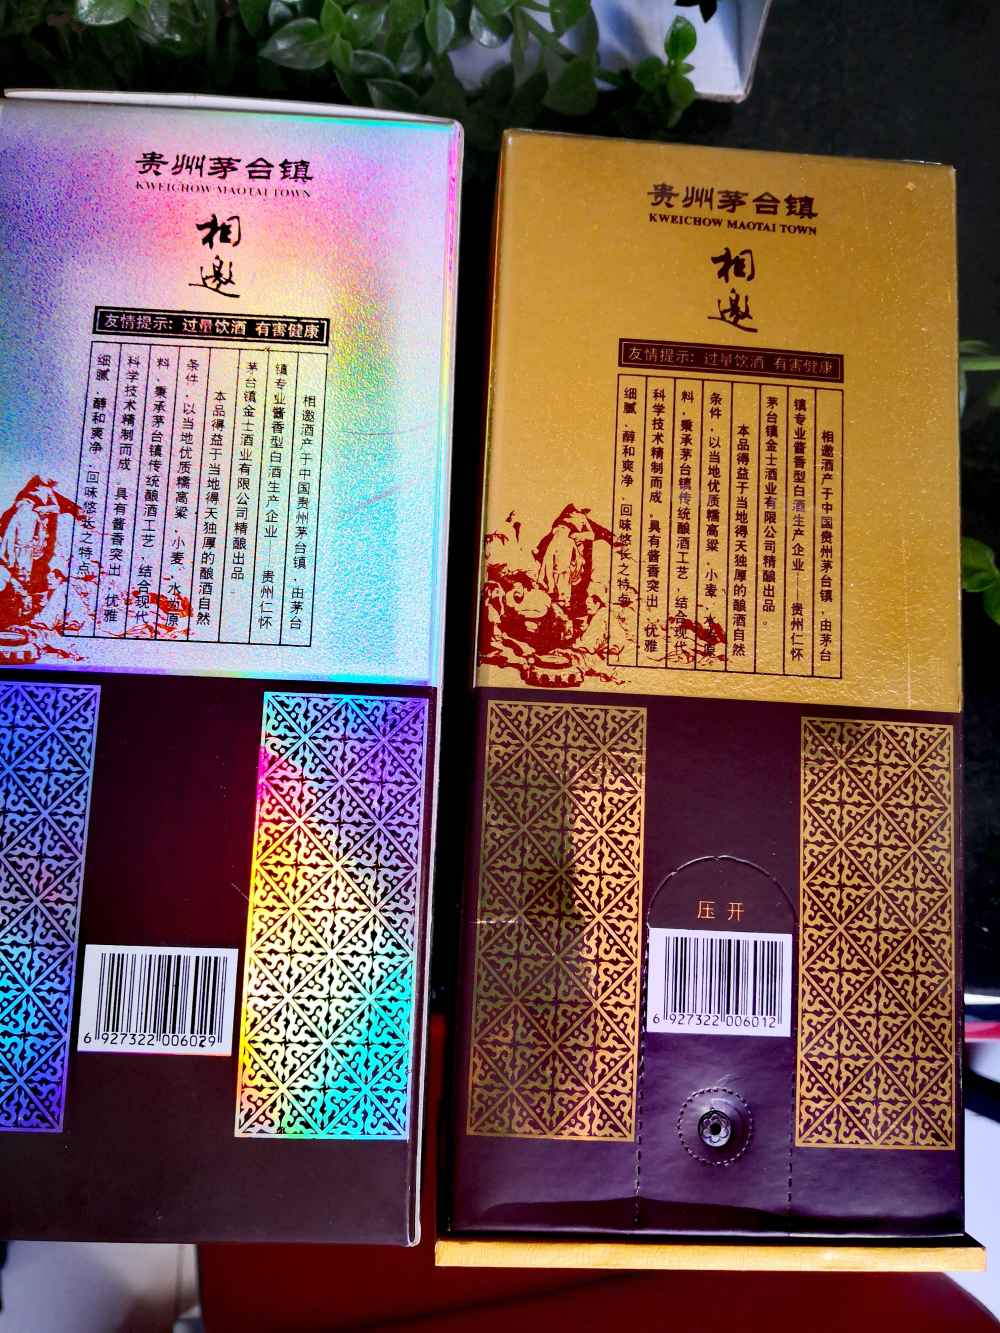 贵州茅台镇
KWEICHOW MAOTAI TOWN
相
邀
友情提示：过量饮酒 有害健康
相邀酒产于中国贵州茅台镇，由茅台
镇专业酱香型白酒生产企业——贵州仁怀
茅台镇金士酒业有限公司精酿出品。
本品得益于当地得天独厚的酿酒自然
条件，以当地优质糯高粱、小麦、水为原
料，秉承茅台镇传统酿酒工艺，结合现代
科学技术精制而成，具有酱香突出、优雅
细腻、醇和爽净、回味悠长之特点
6 927322 006029
贵州茅台镇
KWEICHOW MAOTAI TOWN
相
邀
友情提示：过量饮酒 有害健康
相邀酒产于中国贵州茅台镇，由茅台
镇专业酱香型白酒生产企业——贵州仁怀
茅台镇金士酒业有限公司精酿出品。
本品得益于当地得天独厚的酿酒自然
条件，以当地优质糯高粱、小麦、水为原
料，秉承茅台镇传统酿酒工艺，结合现代
科学技术精制而成，具有酱香突出、优雅
细腻、醇和爽净、回味悠长之特点
压开
6 927322 006012